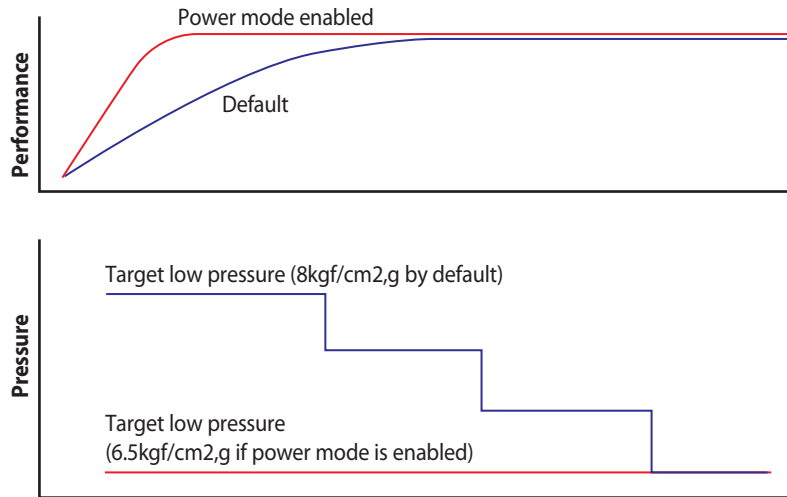 Power mode enabled
Default
Performance
Target low pressure (8kgf/cm2,g by default)
Target low pressure
(6.5kgf/cm2,g if power mode is enabled)
Pressure